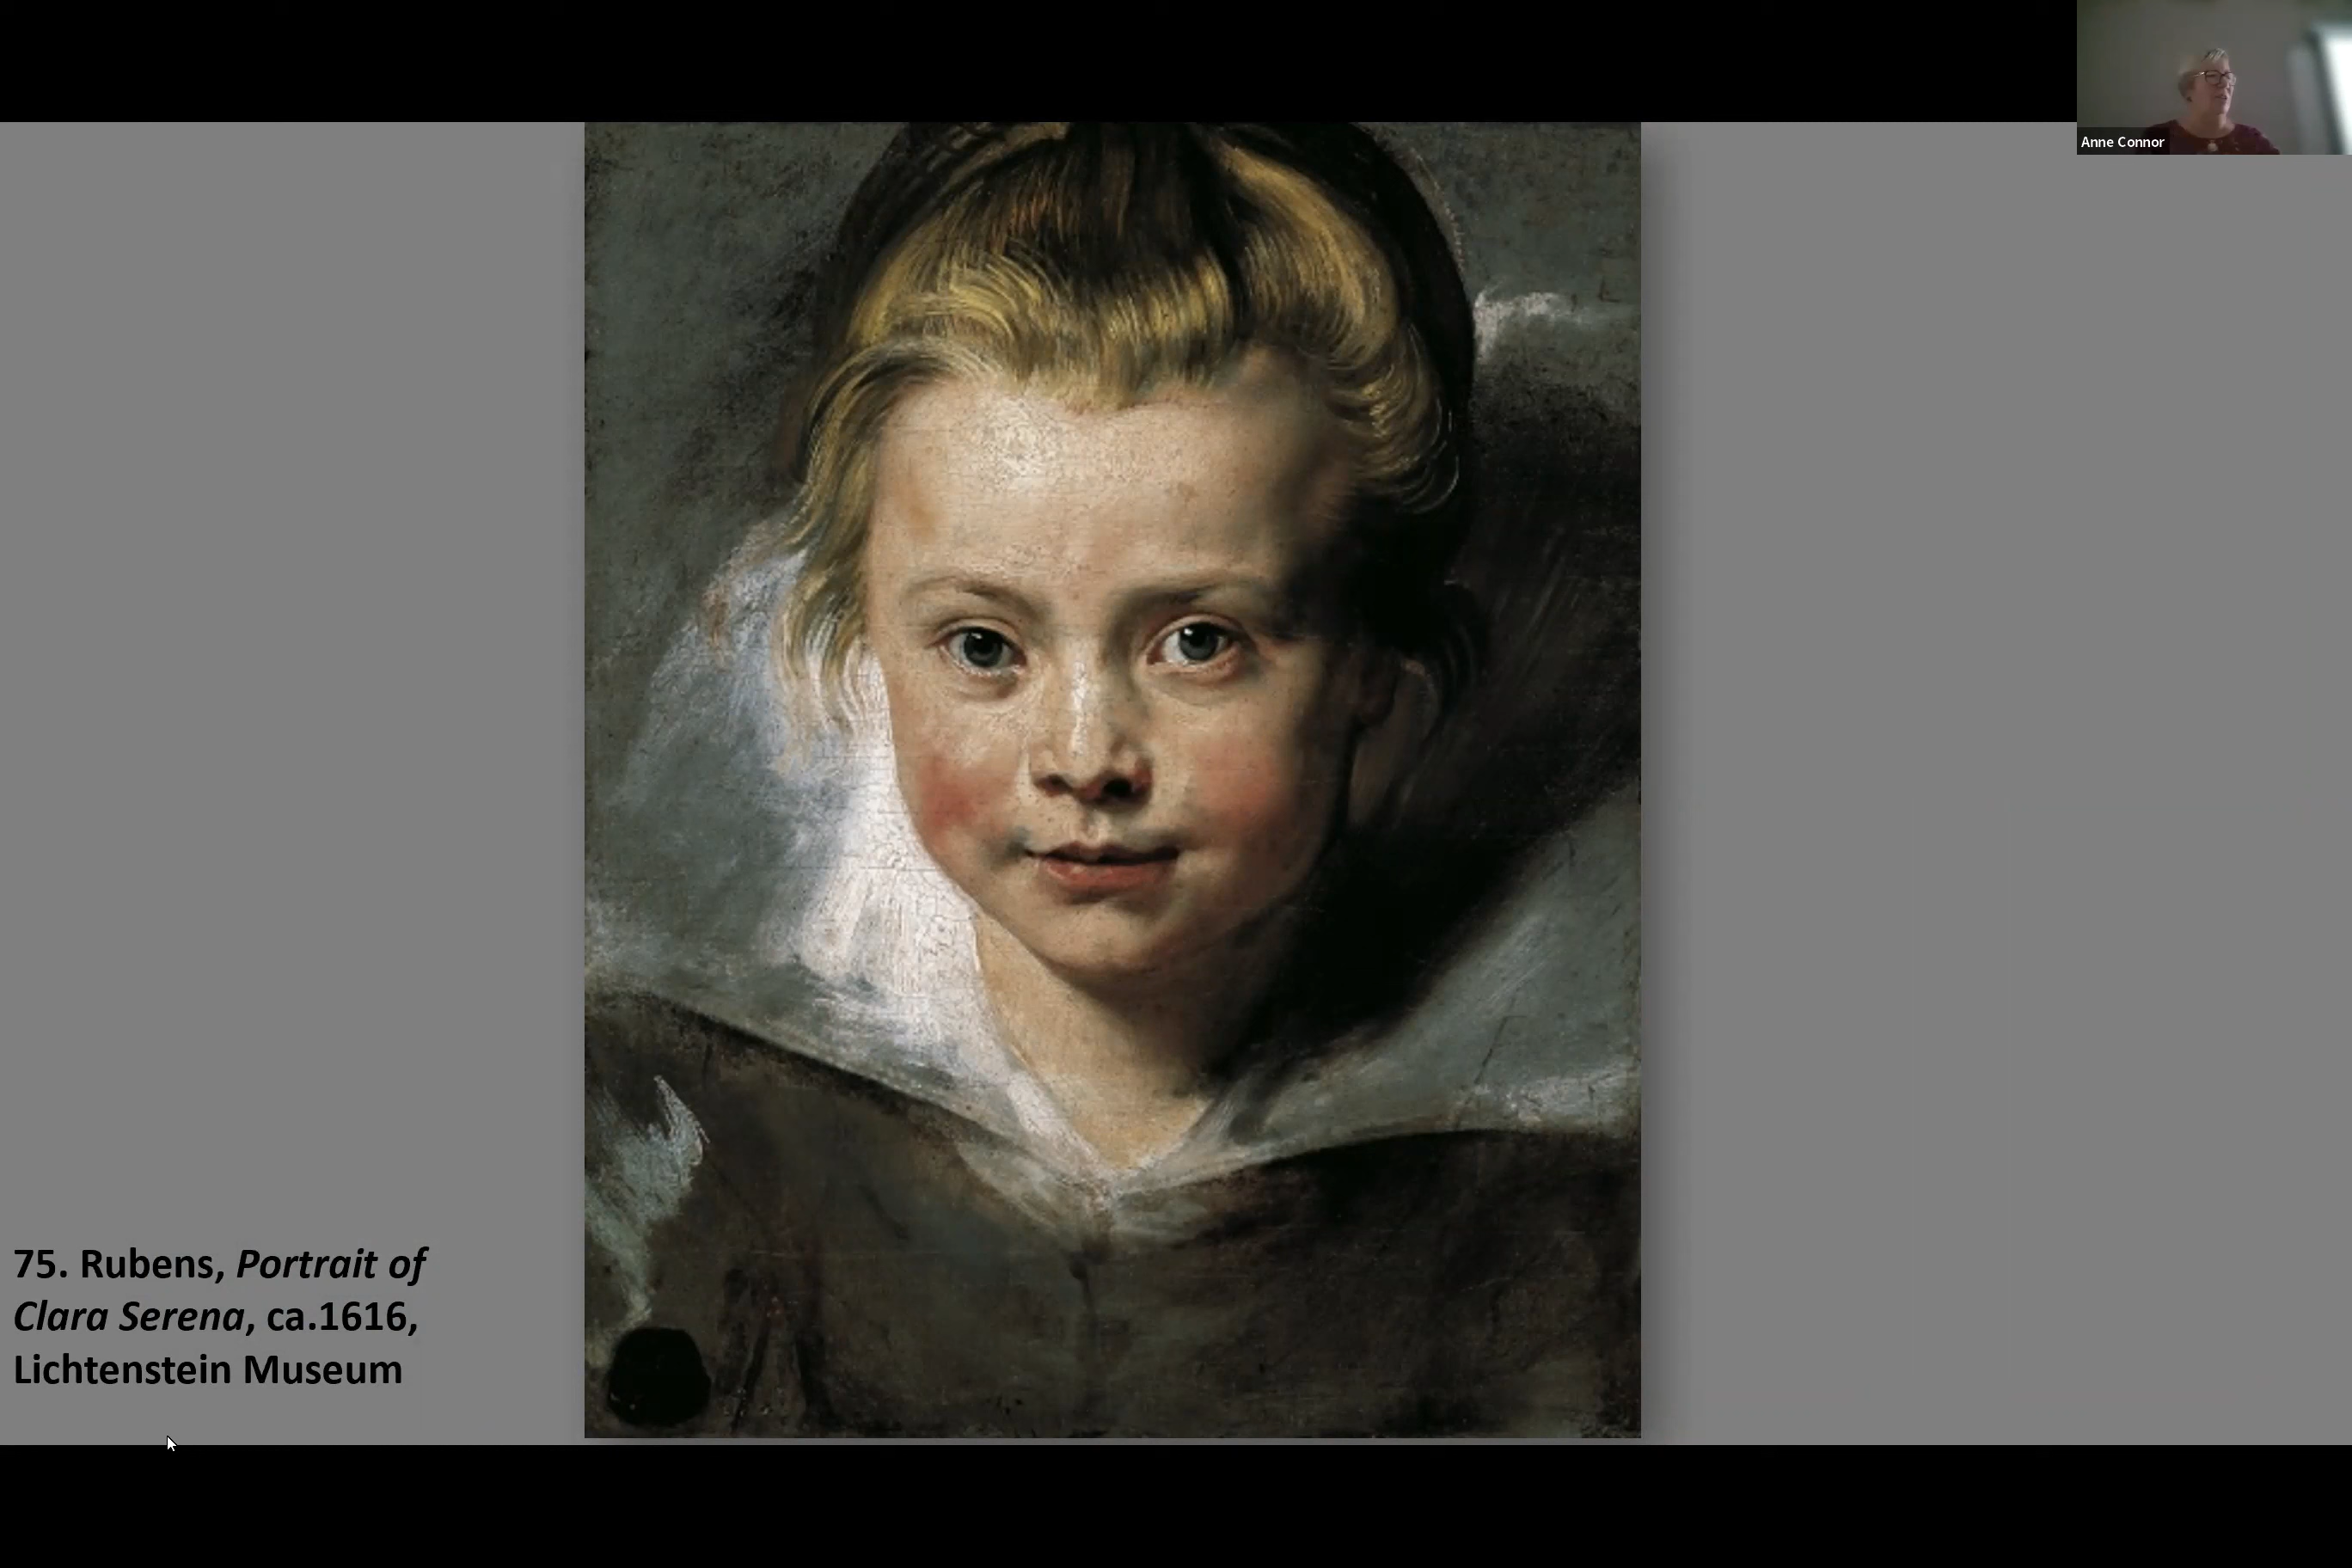 Anne Connor
75. Rubens, Portrait of
Clara Serena, ca.1616,
Lichtenstein Museum